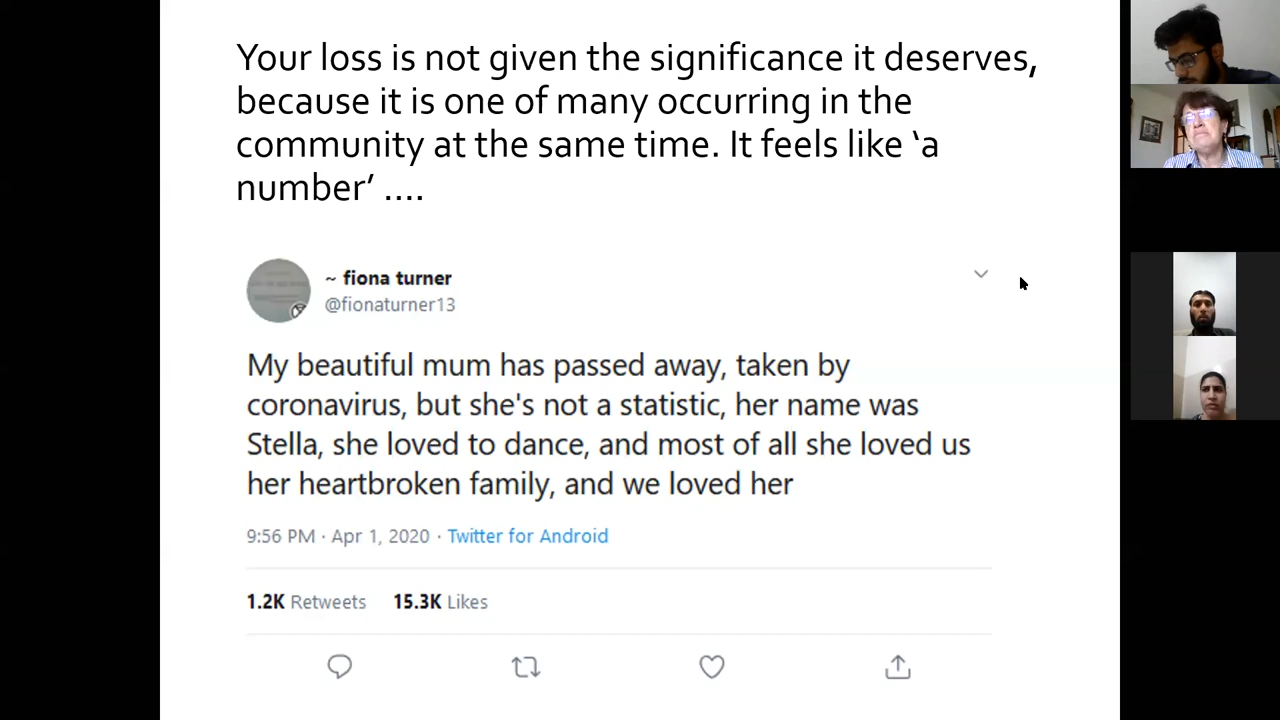 Your loss is not given the significance it deserves,
because it is one of many occurring in the
community at the same time. It feels like ‘a
number’ ....
~ fiona turner
@fionaturner13
My beautiful mum has passed away, taken by
coronavirus, but she's not a statistic, her name was
Stella, she loved to dance, and most of all she loved us
her heartbroken family, and we loved her
9:56 PM · Apr 1, 2020 · Twitter for Android
1.2K Retweets 15.3K Likes